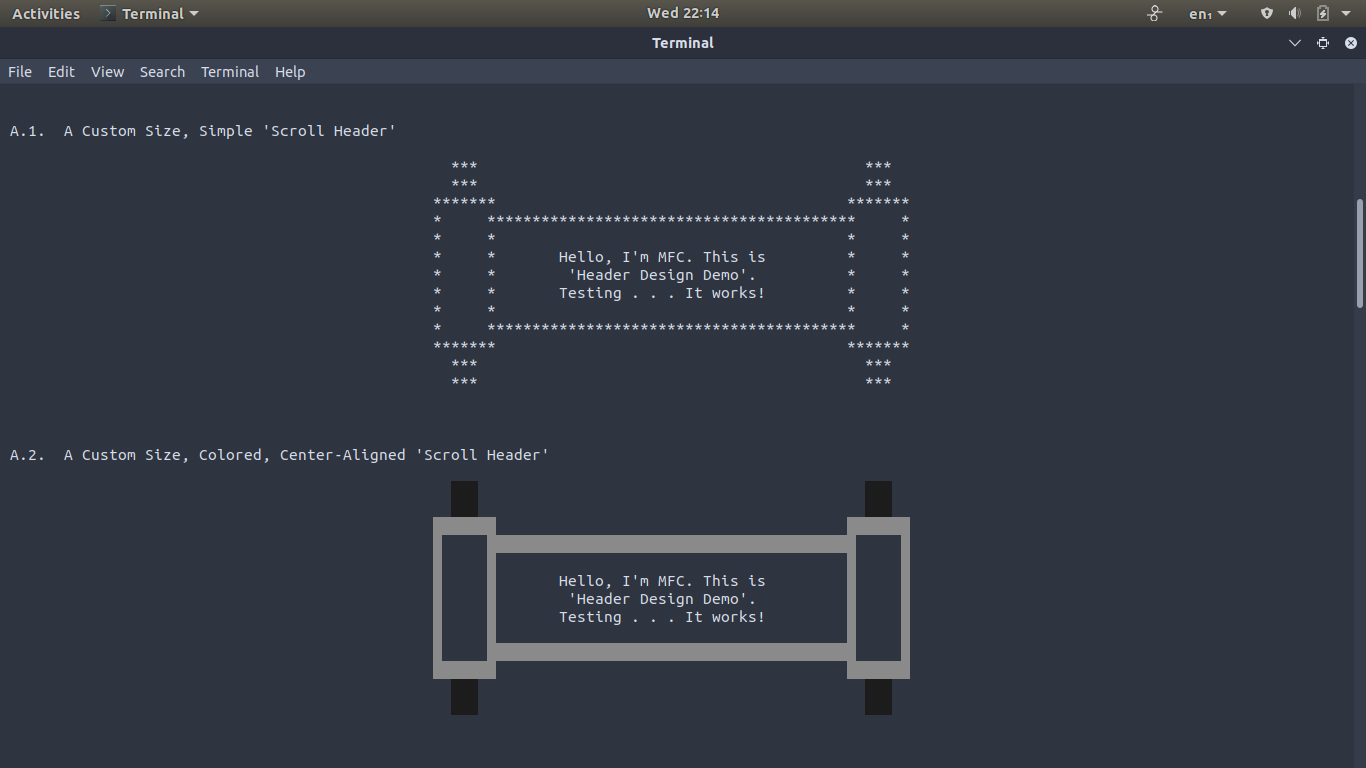 Activities Terminal Wed 22:14 en₁
Terminal
File Edit View Search Terminal Help
A.1.  A Custom Size, Simple 'Scroll Header'
***                                           ***
***                                           ***
*******                                       *******
*     *****************************************     *
*     *                                       *     *
*     *       Hello, I'm MFC. This is         *     *
*     *        'Header Design Demo'.          *     *
*     *       Testing . . . It works!         *     *
*     *                                       *     *
*     *****************************************     *
*******                                       *******
***                                           ***
***                                           ***
A.2.  A Custom Size, Colored, Center-Aligned 'Scroll Header'
Hello, I'm MFC. This is
'Header Design Demo'.
Testing . . . It works!